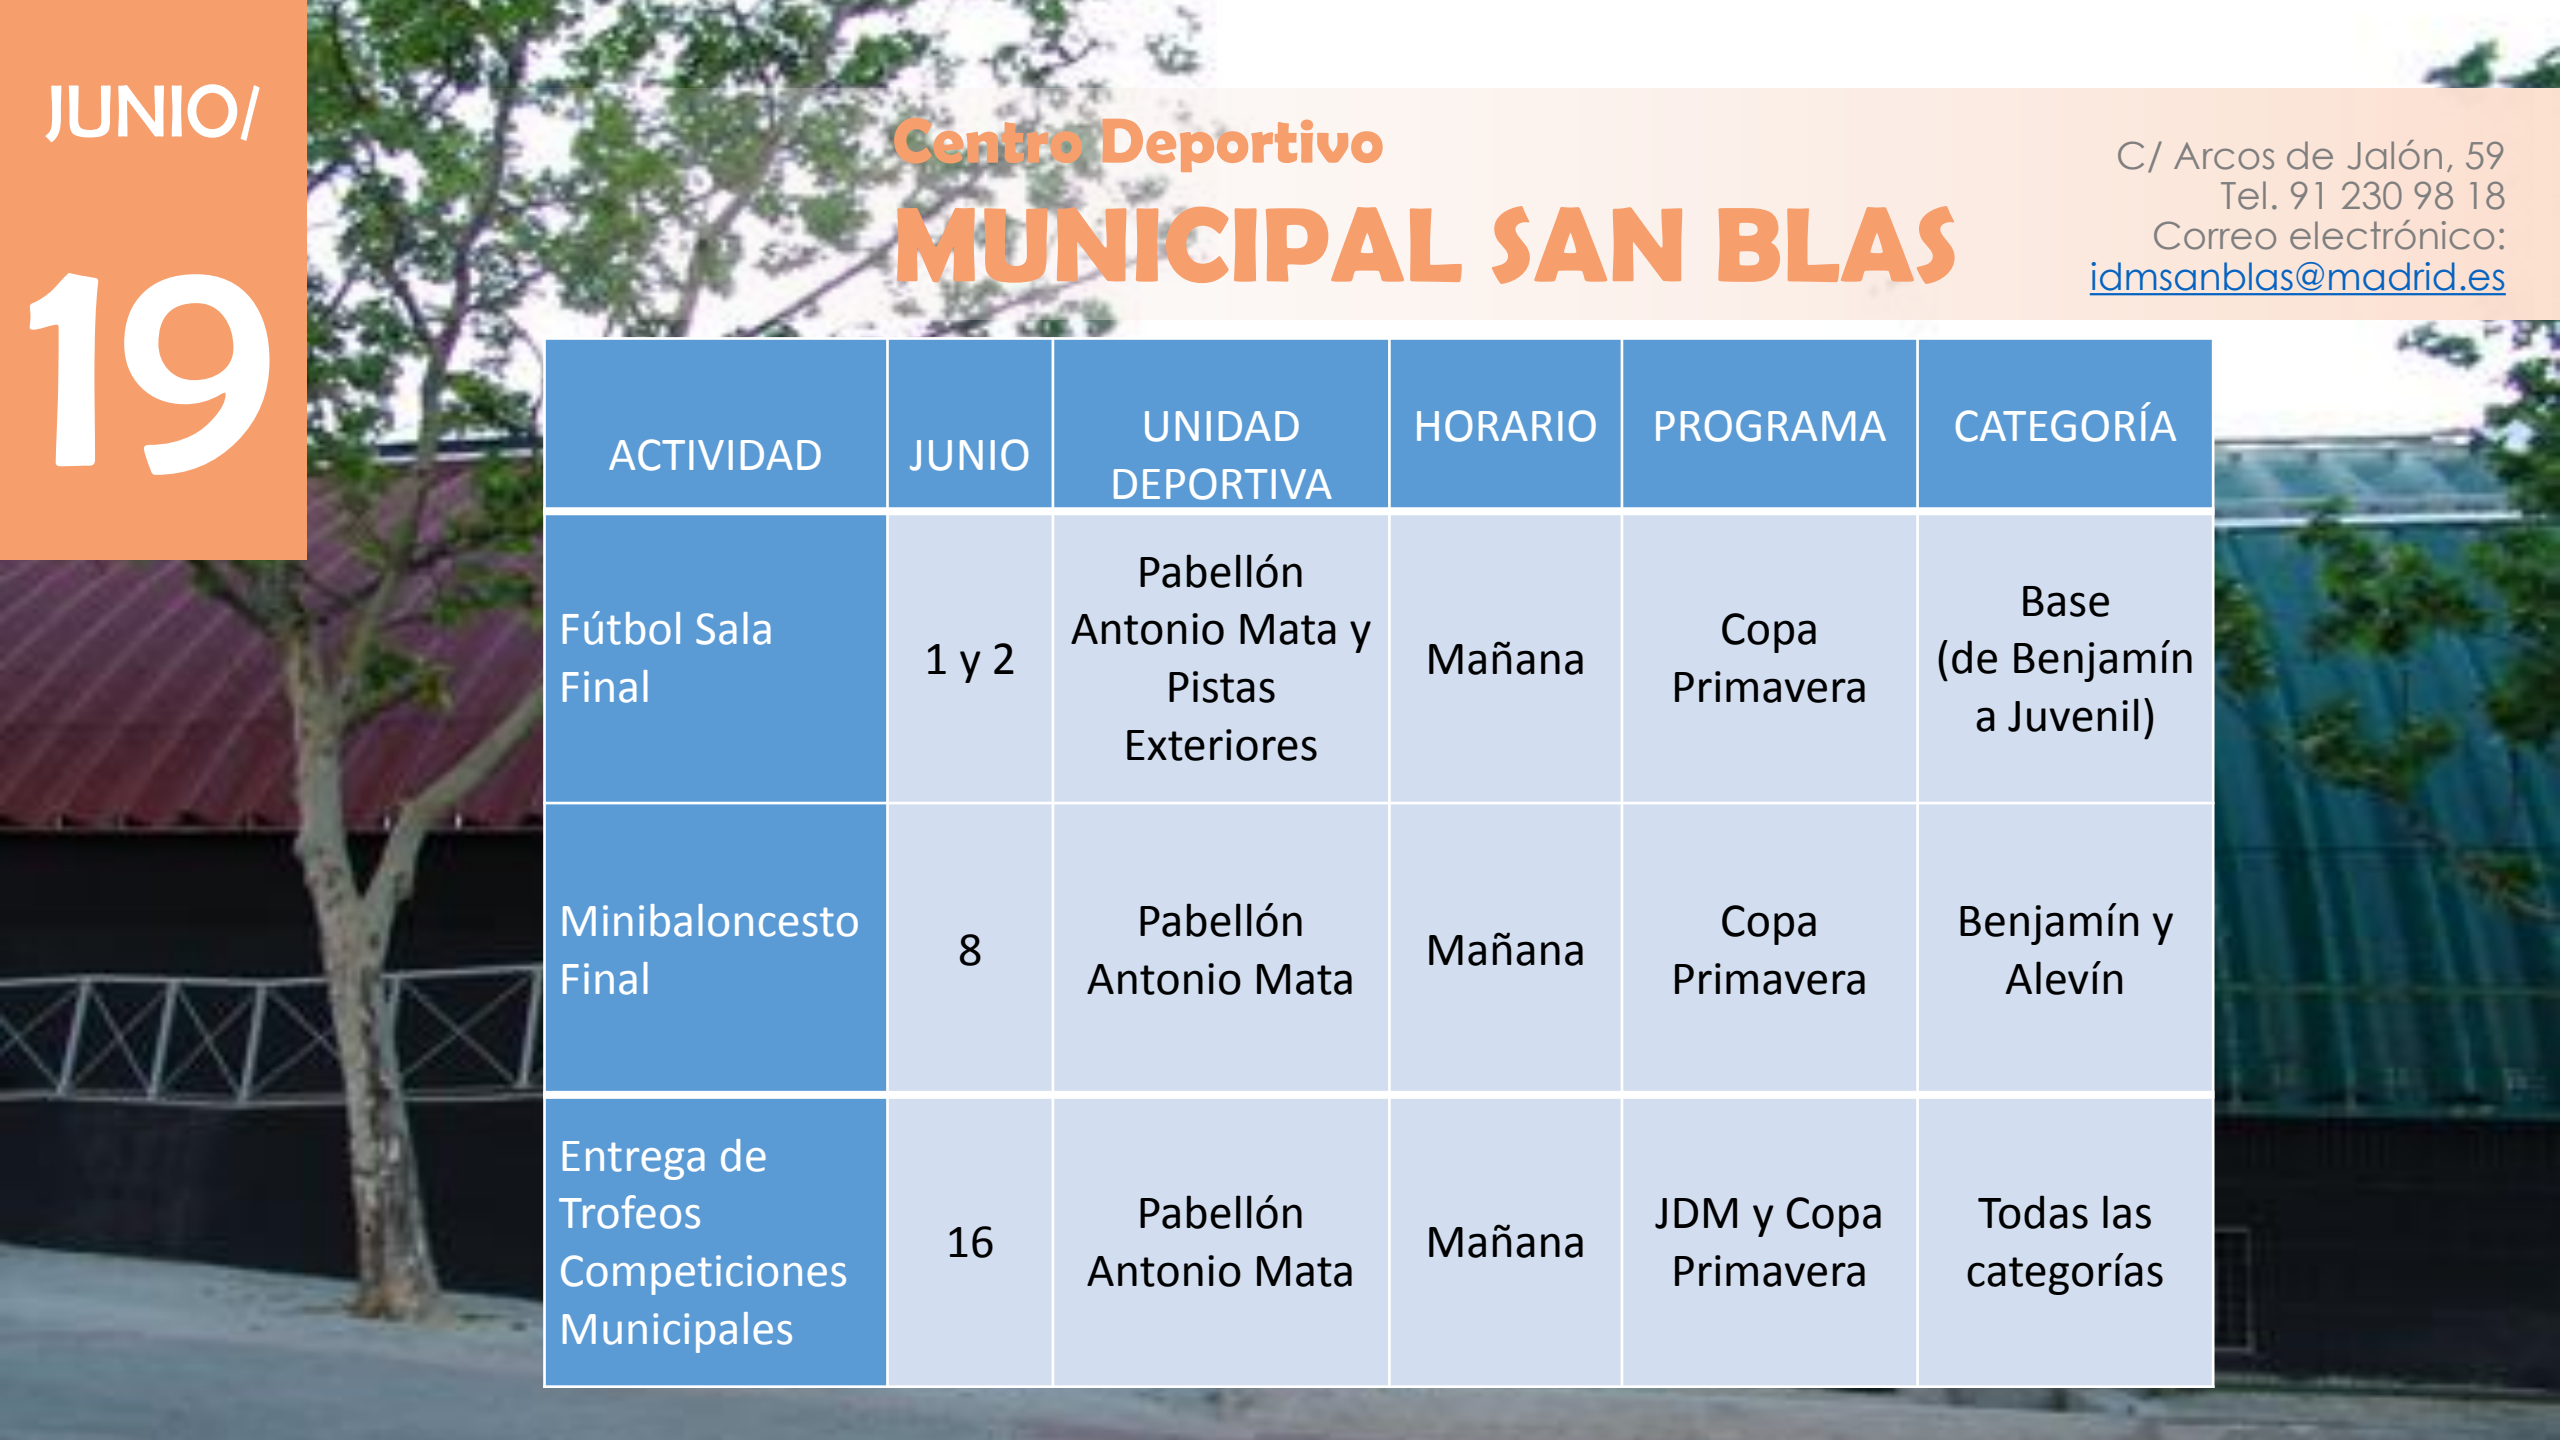 JUNIO/
19
Centro Deportivo
MUNICIPAL SAN BLAS
C/ Arcos de Jalón, 59
Tel. 91 230 98 18
Correo electrónico:
idmsanblas@madrid.es
ACTIVIDAD
JUNIO
UNIDAD
DEPORTIVA
HORARIO
PROGRAMA
CATEGORÍA
Fútbol Sala
Final
1 y 2
Pabellón
Antonio Mata y
Pistas
Exteriores
Mañana
Copa
Primavera
Base
(de Benjamín
a Juvenil)
Minibaloncesto
Final
8
Pabellón
Antonio Mata
Mañana
Copa
Primavera
Benjamín y
Alevín
Entrega de
Trofeos
Competiciones
Municipales
16
Pabellón
Antonio Mata
Mañana
JDM y Copa
Primavera
Todas las
categorías